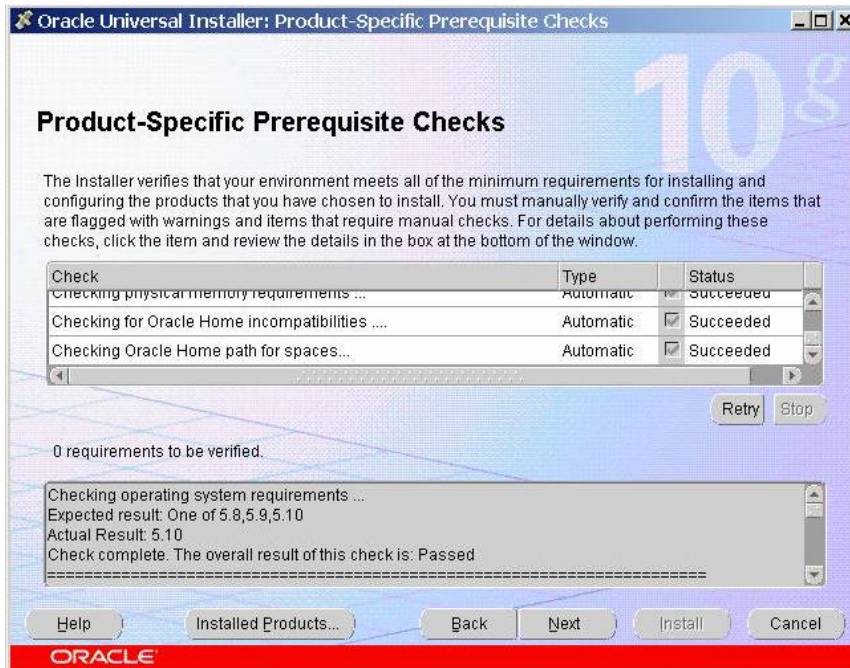 Oracle Universal Installer: Product-Specific Prerequisite Checks
10g
Product-Specific Prerequisite Checks
The Installer verifies that your environment meets all of the minimum requirements for installing and
configuring the products that you have chosen to install. You must manually verify and confirm the items that
are flagged with warnings and items that require manual checks. For details about performing these
checks, click the item and review the details in the box at the bottom of the window.
Check Type Status
Checking physical memory requirements ... Automatic Succeeded
Checking for Oracle Home incompatibilities .... Automatic Succeeded
Checking Oracle Home path for spaces... Automatic Succeeded
Retry Stop
0 requirements to be verified.
Checking operating system requirements ...
Expected result: One of 5.8,5.9,5.10
Actual Result: 5.10
Check complete. The overall result of this check is: Passed
========================================================================
Help Installed Products... Back Next Install Cancel
ORACLE